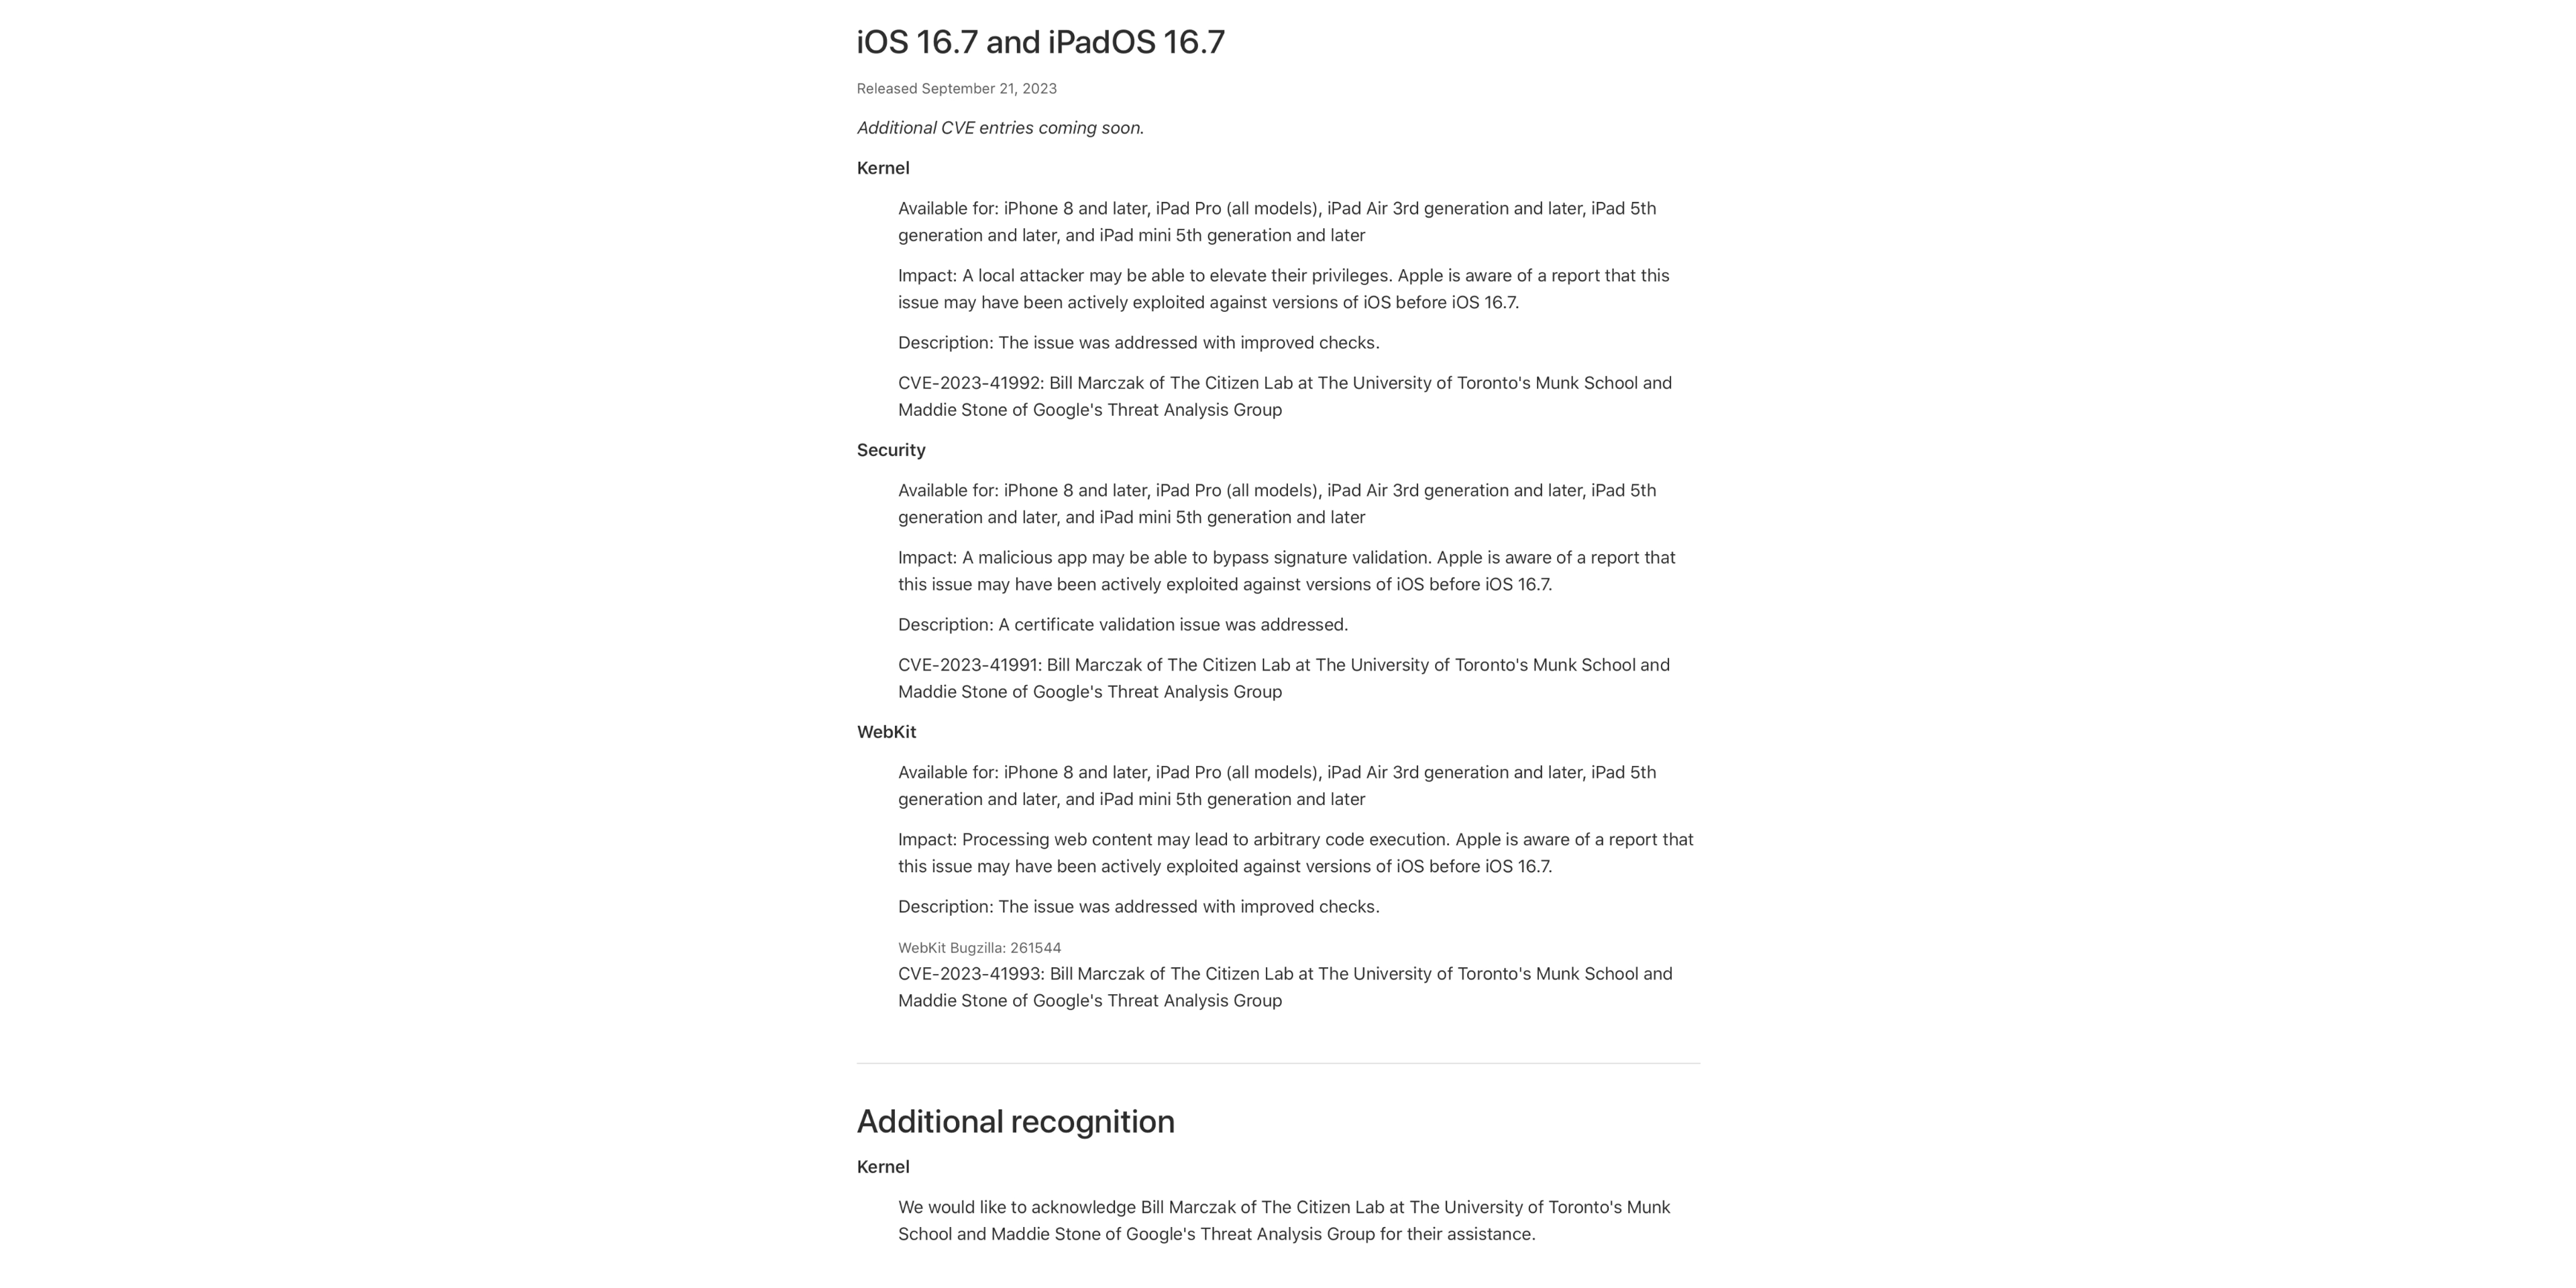 iOS 16.7 and iPadOS 16.7
Released September 21, 2023
Additional CVE entries coming soon.
Kernel
Available for: iPhone 8 and later, iPad Pro (all models), iPad Air 3rd generation and later, iPad 5th
generation and later, and iPad mini 5th generation and later
Impact: A local attacker may be able to elevate their privileges. Apple is aware of a report that this
issue may have been actively exploited against versions of iOS before iOS 16.7.
Description: The issue was addressed with improved checks.
CVE-2023-41992: Bill Marczak of The Citizen Lab at The University of Toronto's Munk School and
Maddie Stone of Google's Threat Analysis Group
Security
Available for: iPhone 8 and later, iPad Pro (all models), iPad Air 3rd generation and later, iPad 5th
generation and later, and iPad mini 5th generation and later
Impact: A malicious app may be able to bypass signature validation. Apple is aware of a report that
this issue may have been actively exploited against versions of iOS before iOS 16.7.
Description: A certificate validation issue was addressed.
CVE-2023-41991: Bill Marczak of The Citizen Lab at The University of Toronto's Munk School and
Maddie Stone of Google's Threat Analysis Group
WebKit
Available for: iPhone 8 and later, iPad Pro (all models), iPad Air 3rd generation and later, iPad 5th
generation and later, and iPad mini 5th generation and later
Impact: Processing web content may lead to arbitrary code execution. Apple is aware of a report that
this issue may have been actively exploited against versions of iOS before iOS 16.7.
Description: The issue was addressed with improved checks.
WebKit Bugzilla: 261544
CVE-2023-41993: Bill Marczak of The Citizen Lab at The University of Toronto's Munk School and
Maddie Stone of Google's Threat Analysis Group
Additional recognition
Kernel
We would like to acknowledge Bill Marczak of The Citizen Lab at The University of Toronto's Munk
School and Maddie Stone of Google's Threat Analysis Group for their assistance.